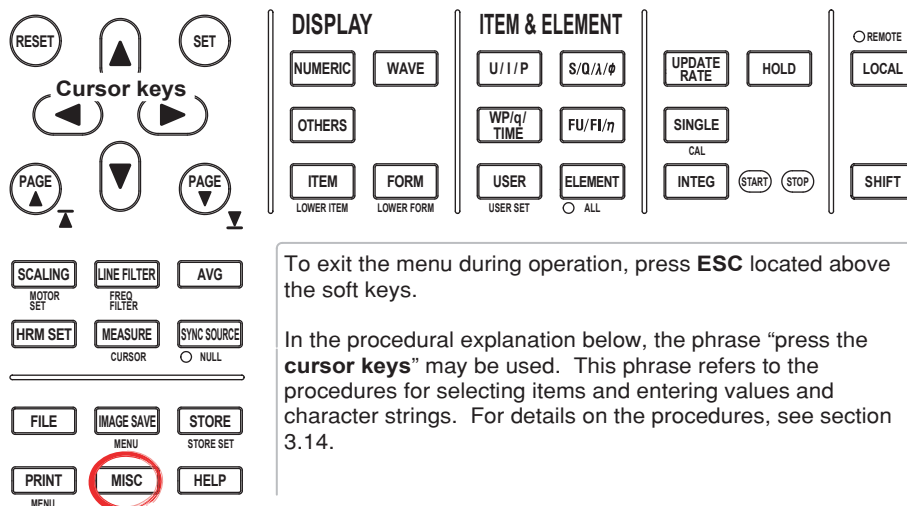 RESET
SET
Cursor keys
PAGE
PAGE
DISPLAY
NUMERIC
WAVE
OTHERS
ITEM
FORM
LOWER ITEM
LOWER FORM
ITEM & ELEMENT
U / I / P
S/Q/λ/ϕ
WP/q/
TIME
FU/FI/η
USER
ELEMENT
USER SET
ALL
UPDATE
RATE
HOLD
SINGLE
CAL
INTEG
START
STOP
REMOTE
LOCAL
SHIFT
SCALING
LINE FILTER
AVG
MOTOR
SET
FREQ
FILTER
HRM SET
MEASURE
SYNC SOURCE
CURSOR
NULL
FILE
IMAGE SAVE
STORE
MENU
STORE SET
PRINT
MISC
HELP
MENU
To exit the menu during operation, press ESC located above
the soft keys.
In the procedural explanation below, the phrase “press the
cursor keys” may be used.  This phrase refers to the
procedures for selecting items and entering values and
character strings.  For details on the procedures, see section
3.14.